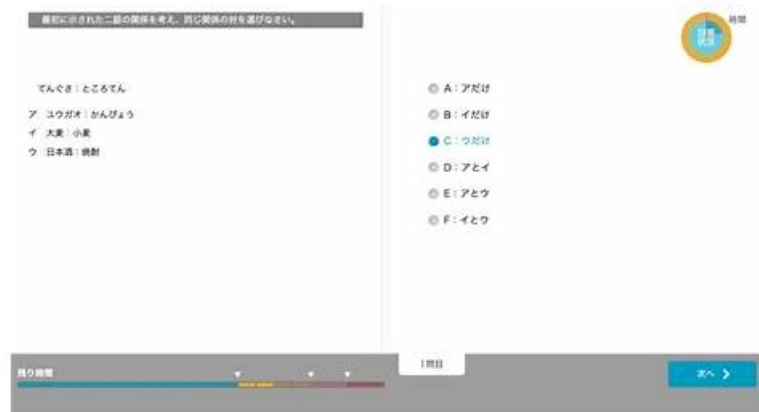 最初に示された二語の関係を考え、同じ関係の対を選びなさい。
時間
てんぐさ：ところてん
ア ユウガオ：かんぴょう
イ 大麦：小麦
ウ 日本酒：焼酎
A：アだけ
B：イだけ
C：ウだけ
D：アとイ
E：アとウ
F：イとウ
残り時間
1問目
次へ